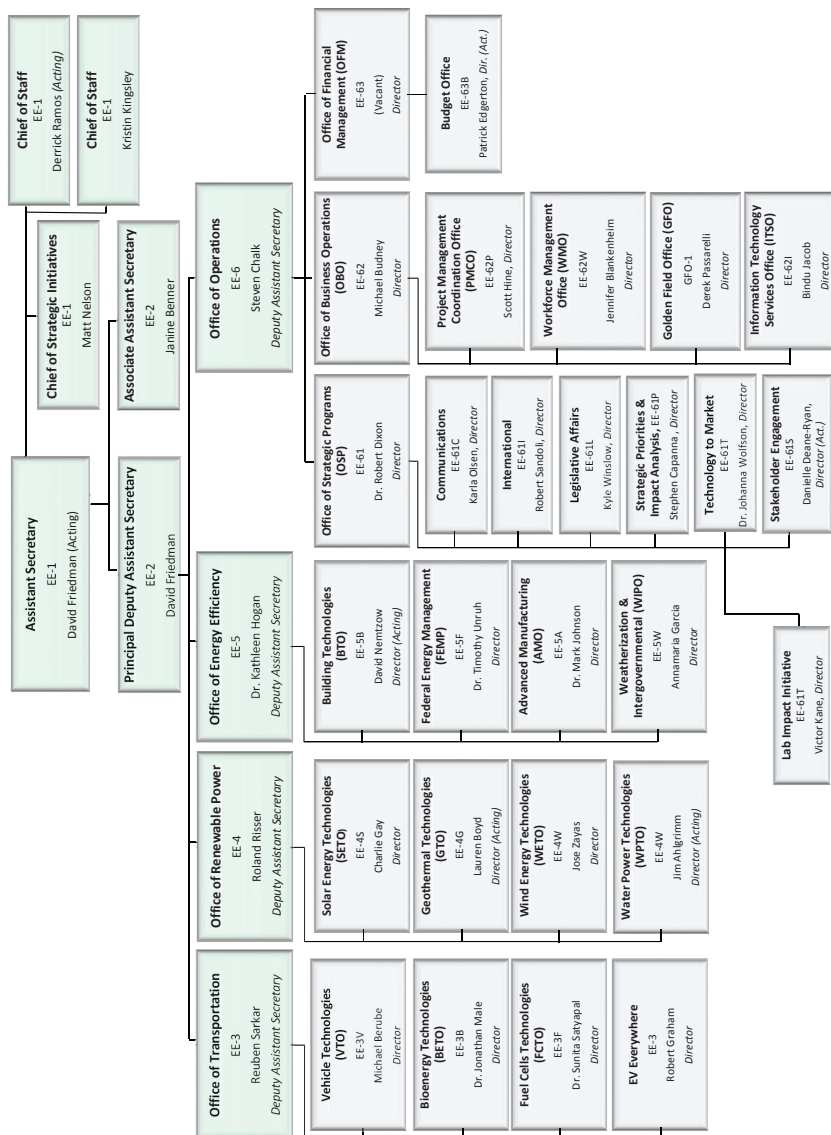 Assistant Secretary
EE-1
David Friedman (Acting)
Chief of Strategic Initiatives
EE-1
Matt Nelson
Chief of Staff
EE-1
Derrick Ramos (Acting)
Chief of Staff
EE-1
Kristin Kingsley
Principal Deputy Assistant Secretary
EE-2
David Friedman
Associate Assistant Secretary
EE-2
Janine Benner
Office of Transportation
EE-3
Reuben Sarkar
Deputy Assistant Secretary
Office of Renewable Power
EE-4
Roland Risser
Deputy Assistant Secretary
Office of Energy Efficiency
EE-5
Dr. Kathleen Hogan
Deputy Assistant Secretary
Office of Operations
EE-6
Steven Chalk
Deputy Assistant Secretary
Vehicle Technologies
(VTO)
EE-3V
Michael Berube
Director
Bioenergy Technologies
(BETO)
EE-3B
Dr. Jonathan Male
Director
Fuel Cells Technologies
(FCTO)
EE-3F
Dr. Sunita Satyapal
Director
EV Everywhere
EE-3
Robert Graham
Director
Solar Energy Technologies
(SETO)
EE-4S
Charlie Gay
Director
Geothermal Technologies
(GTO)
EE-4G
Lauren Boyd
Director (Acting)
Wind Energy Technologies
(WETO)
EE-4W
Jose Zayas
Director
Water Power Technologies
(WPTO)
EE-4W
Jim Ahlgrimm
Director (Acting)
Building Technologies
(BTO)
EE-5B
David Nemtzow
Director (Acting)
Federal Energy Management
(FEMP)
EE-5F
Dr. Timothy Unruh
Director
Advanced Manufacturing
(AMO)
EE-5A
Dr. Mark Johnson
Director
Weatherization &
Intergovernmental (WIPO)
EE-5W
Annamaria Garcia
Director
Office of Strategic Programs
(OSP)
EE-61
Dr. Robert Dixon
Director
Communications
EE-61C
Karla Olsen, Director
International
EE-61I
Robert Sandoli, Director
Legislative Affairs
EE-61L
Kyle Winslow, Director
Strategic Priorities &
Impact Analysis, EE-61P
Stephen Capanna , Director
Technology to Market
EE-61T
Dr. Johanna Wolfson, Director
Stakeholder Engagement
EE-61S
Danielle Deane-Ryan,
Director (Act.)
Lab Impact Initiative
EE-61T
Victor Kane, Director
Office of Business Operations
(OBO)
EE-62
Michael Budney
Director
Project Management
Coordination Office
(PMCO)
EE-62P
Scott Hine, Director
Workforce Management
Office (WMO)
EE-62W
Jennifer Blankenheim
Director
Golden Field Office (GFO)
GFO-1
Derek Passarelli
Director
Information Technology
Services Office (ITSO)
EE-62I
Bindu Jacob
Director
Office of Financial
Management (OFM)
EE-63
(Vacant)
Director
Budget Office
EE-63B
Patrick Edgerton, Dir. (Act.)